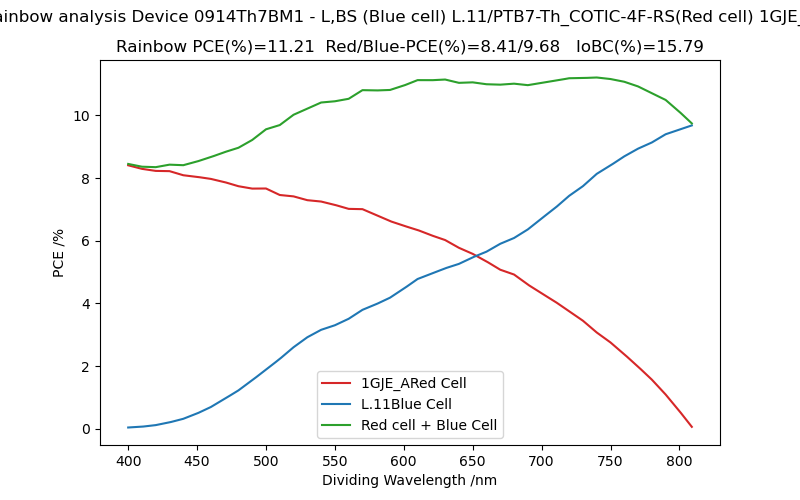 inbow analysis Device 0914Th7BM1 - L,BS (Blue cell) L.11/PTB7-Th_COTIC-4F-RS(Red cell) 1GJE_
Rainbow PCE(%)=11.21 Red/Blue-PCE(%)=8.41/9.68 IoBC(%)=15.79
PCE /%
10
8
6
4
2
0
1GJE_ARed Cell
L.11Blue Cell
Red cell + Blue Cell
400 450 500 550 600 650 700 750 800
Dividing Wavelength /nm